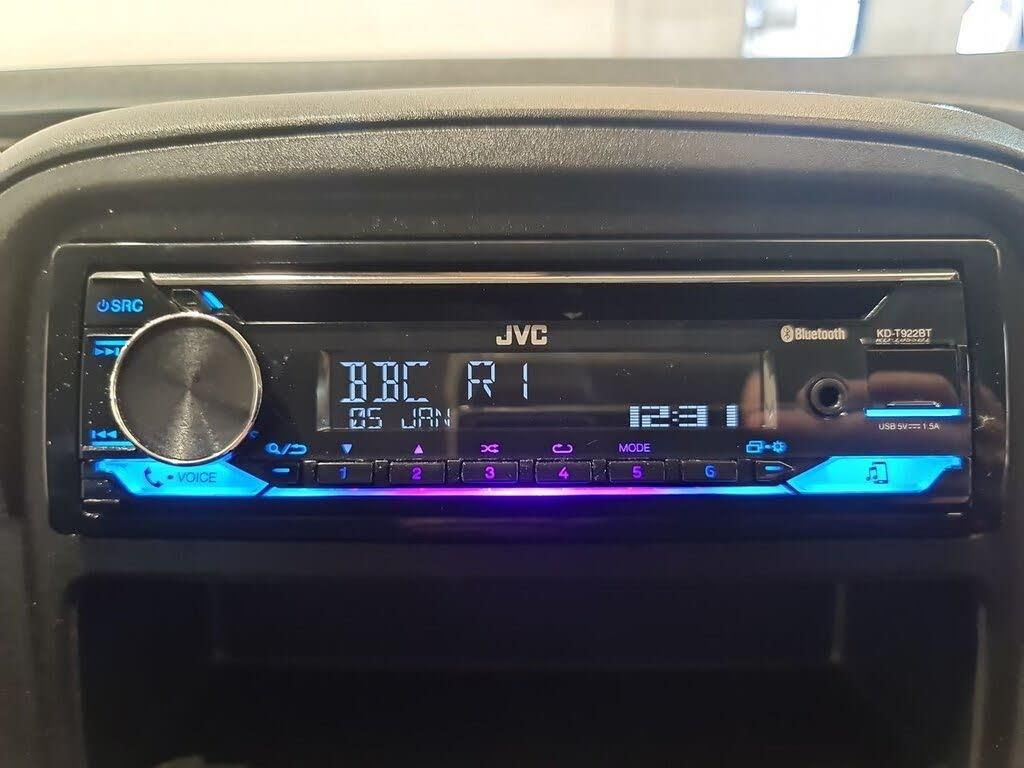 SRC
JVC
Bluetooth
KD-T922BT
BBC R1
05 JAN
12:31
USB 5V⎓1.5A
MODE
1 2 3 4 5 6
VOICE